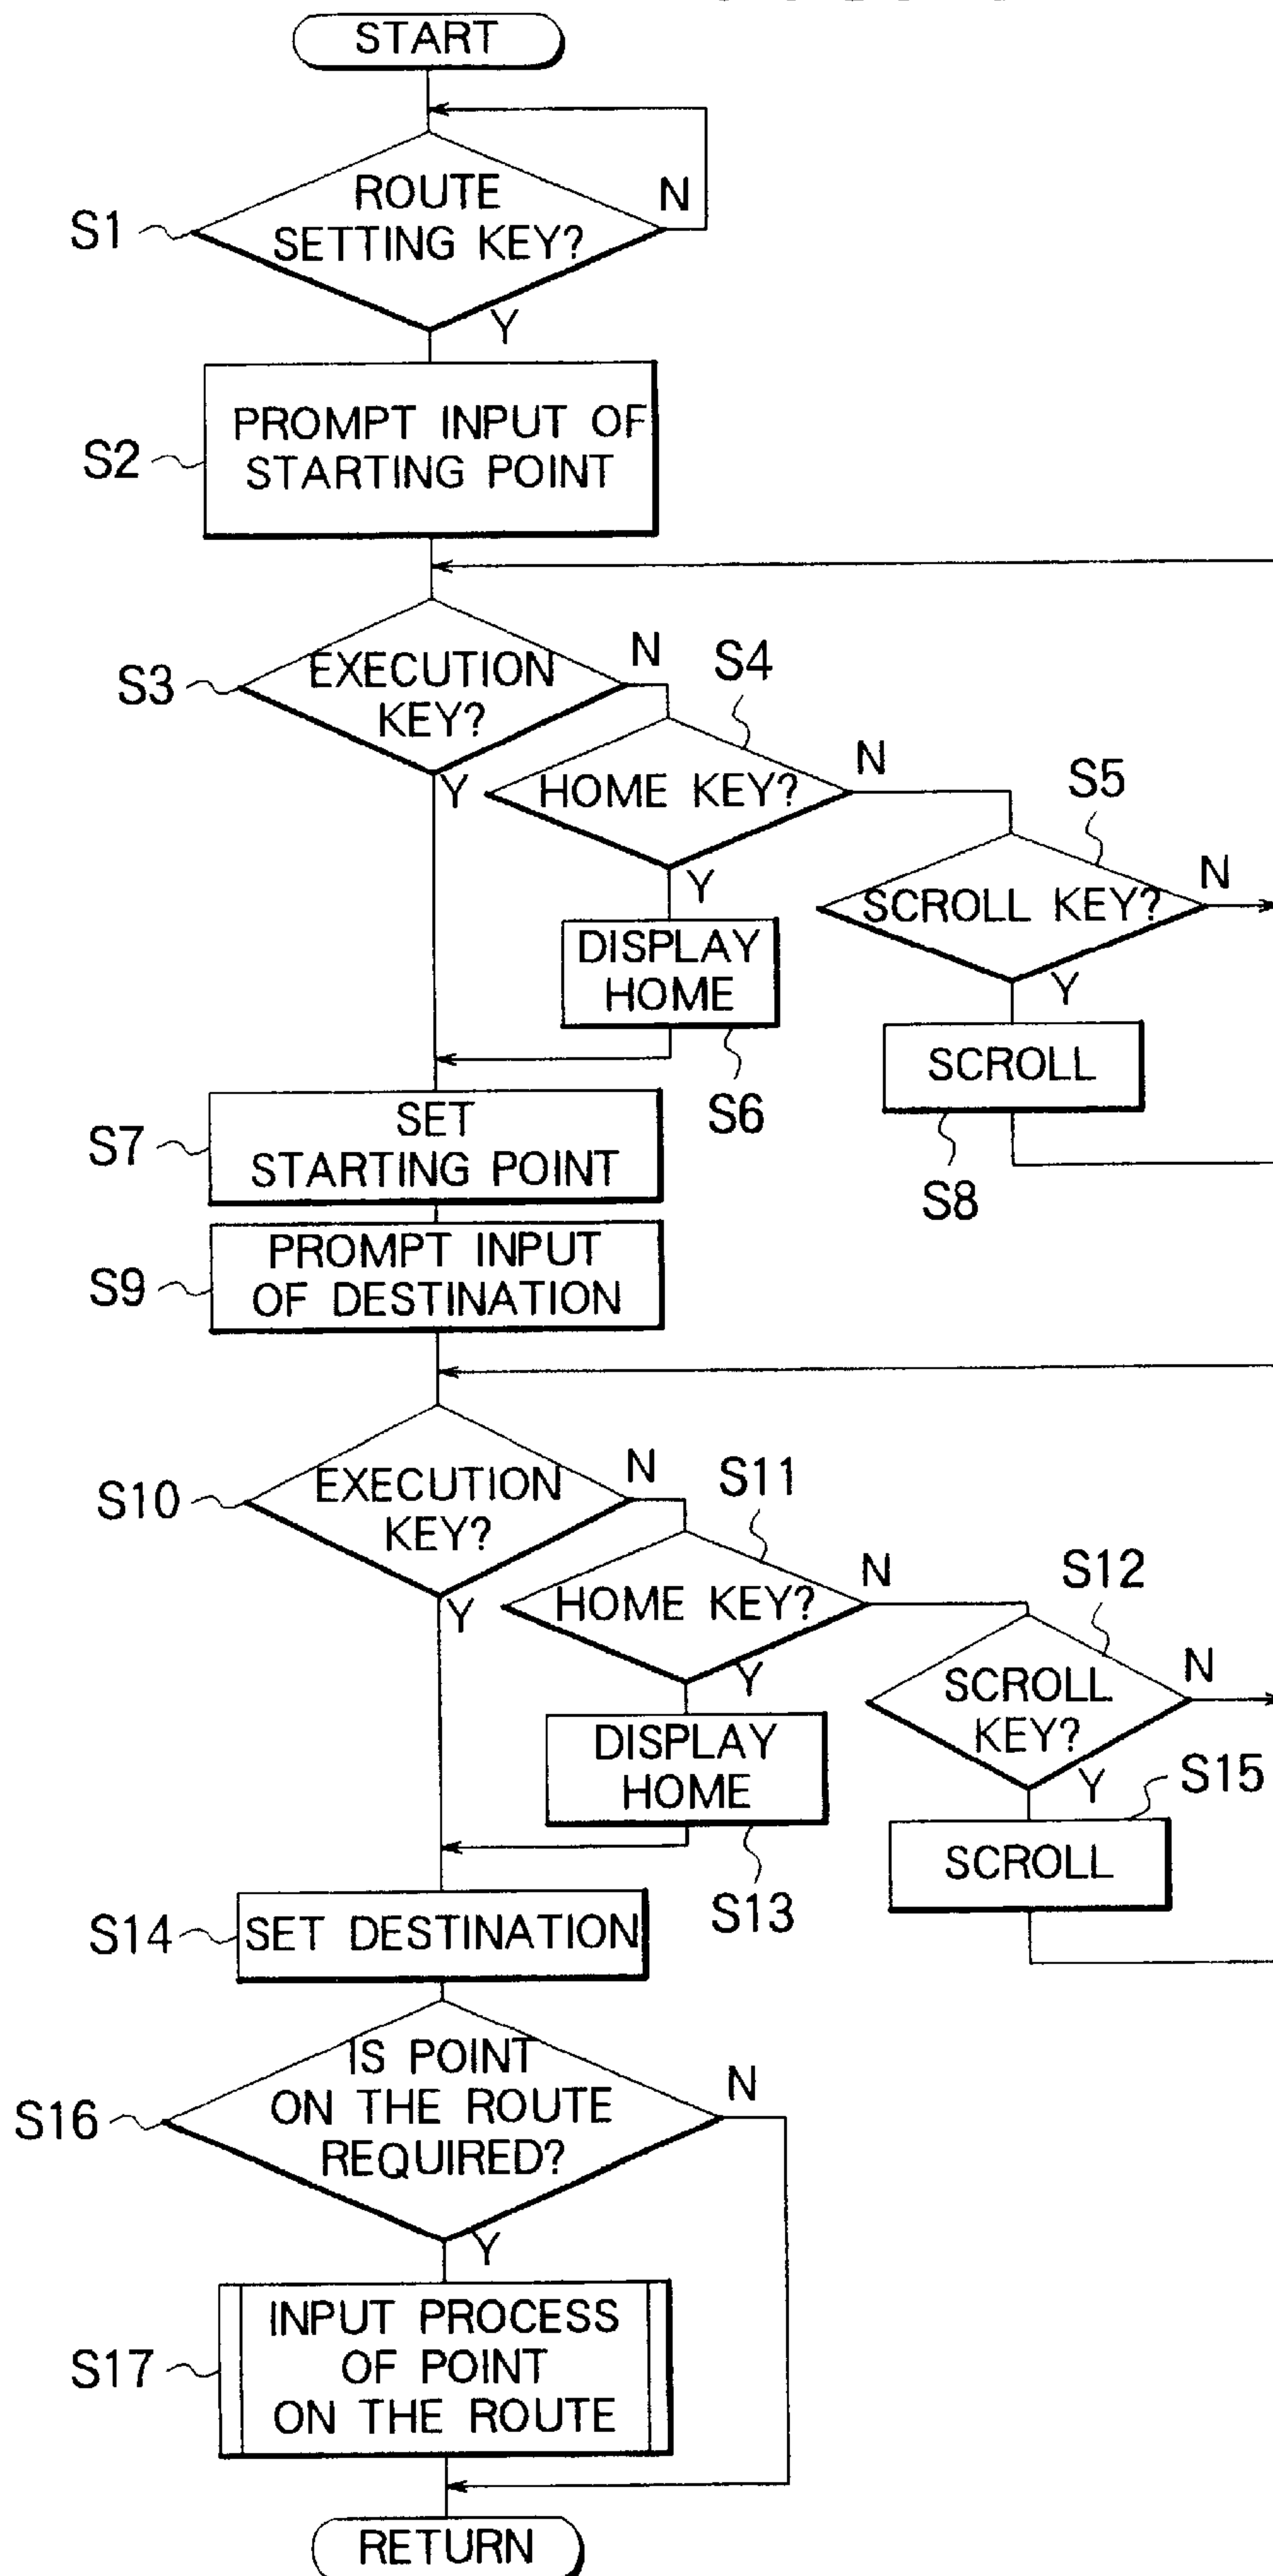 START
ROUTE
SETTING KEY?
N
S1
Y
PROMPT INPUT OF
STARTING POINT
S2
EXECUTION
KEY?
N
S3
Y
S4
HOME KEY?
N
Y
S5
SCROLL KEY?
N
Y
DISPLAY
HOME
S6
SCROLL
S8
SET
STARTING POINT
S7
PROMPT INPUT
OF DESTINATION
S9
EXECUTION
KEY?
N
S10
Y
S11
HOME KEY?
N
Y
S12
SCROLL
KEY?
N
Y
DISPLAY
HOME
S13
S15
SCROLL
S14
SET DESTINATION
IS POINT
ON THE ROUTE
REQUIRED?
N
S16
Y
INPUT PROCESS
OF POINT
ON THE ROUTE
S17
RETURN